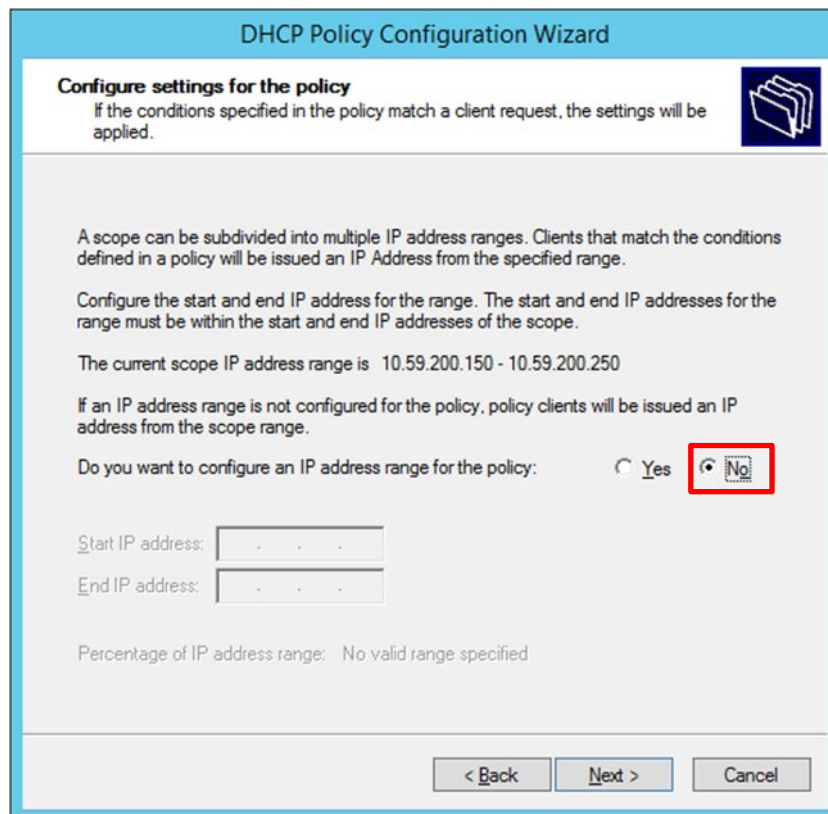 DHCP Policy Configuration Wizard
Configure settings for the policy
If the conditions specified in the policy match a client request, the settings will be
applied.
A scope can be subdivided into multiple IP address ranges. Clients that match the conditions
defined in a policy will be issued an IP Address from the specified range.
Configure the start and end IP address for the range. The start and end IP addresses for the
range must be within the start and end IP addresses of the scope.
The current scope IP address range is 10.59.200.150 - 10.59.200.250
If an IP address range is not configured for the policy, policy clients will be issued an IP
address from the scope range.
Do you want to configure an IP address range for the policy: Yes No
Start IP address: . . .
End IP address: . . .
Percentage of IP address range: No valid range specified
< Back Next > Cancel